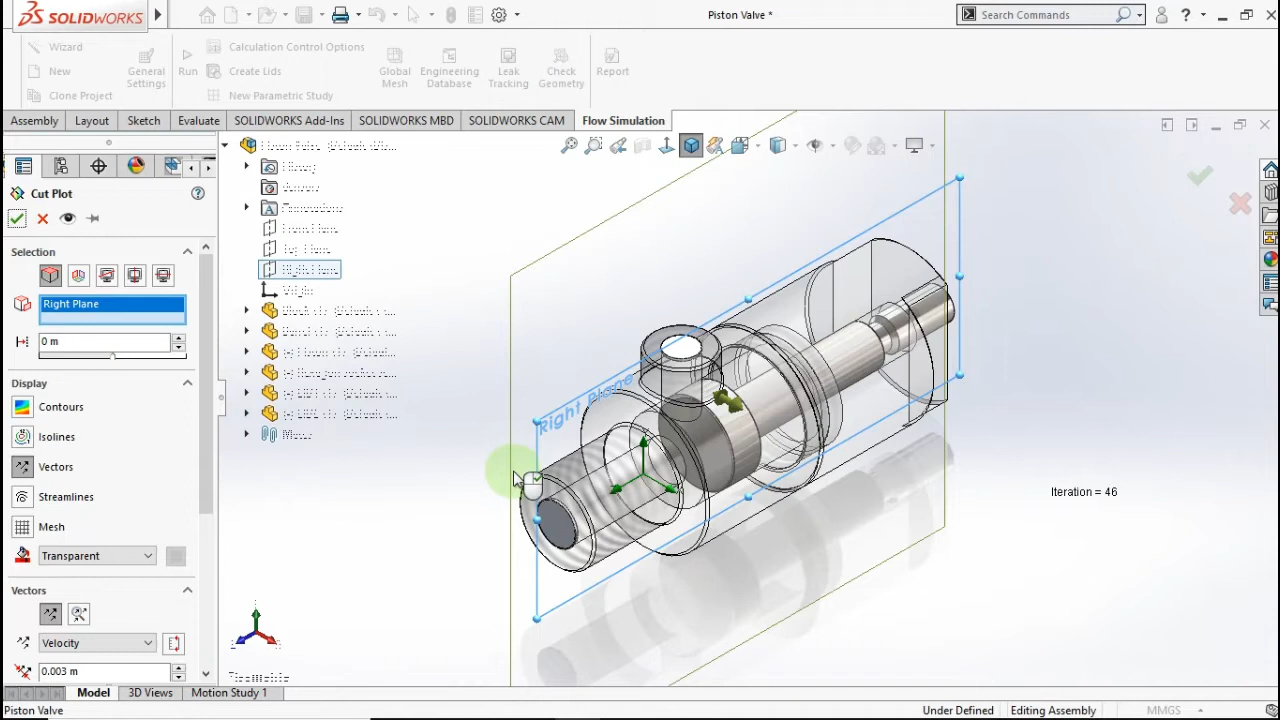 SOLIDWORKS
Piston Valve *
Search Commands
Wizard
New
Clone Project
General Settings
Run
Calculation Control Options
Create Lids
New Parametric Study
Global Mesh
Engineering Database
Leak Tracking
Check Geometry
Report
Assembly
Layout
Sketch
Evaluate
SOLIDWORKS Add-Ins
SOLIDWORKS MBD
SOLIDWORKS CAM
Flow Simulation
Cut Plot
Selection
Right Plane
0 m
Display
Contours
Isolines
Vectors
Streamlines
Mesh
Transparent
Vectors
Velocity
0.003 m
Right Plane
Iteration = 46
Model
3D Views
Motion Study 1
Piston Valve
Under Defined
Editing Assembly
MMGS